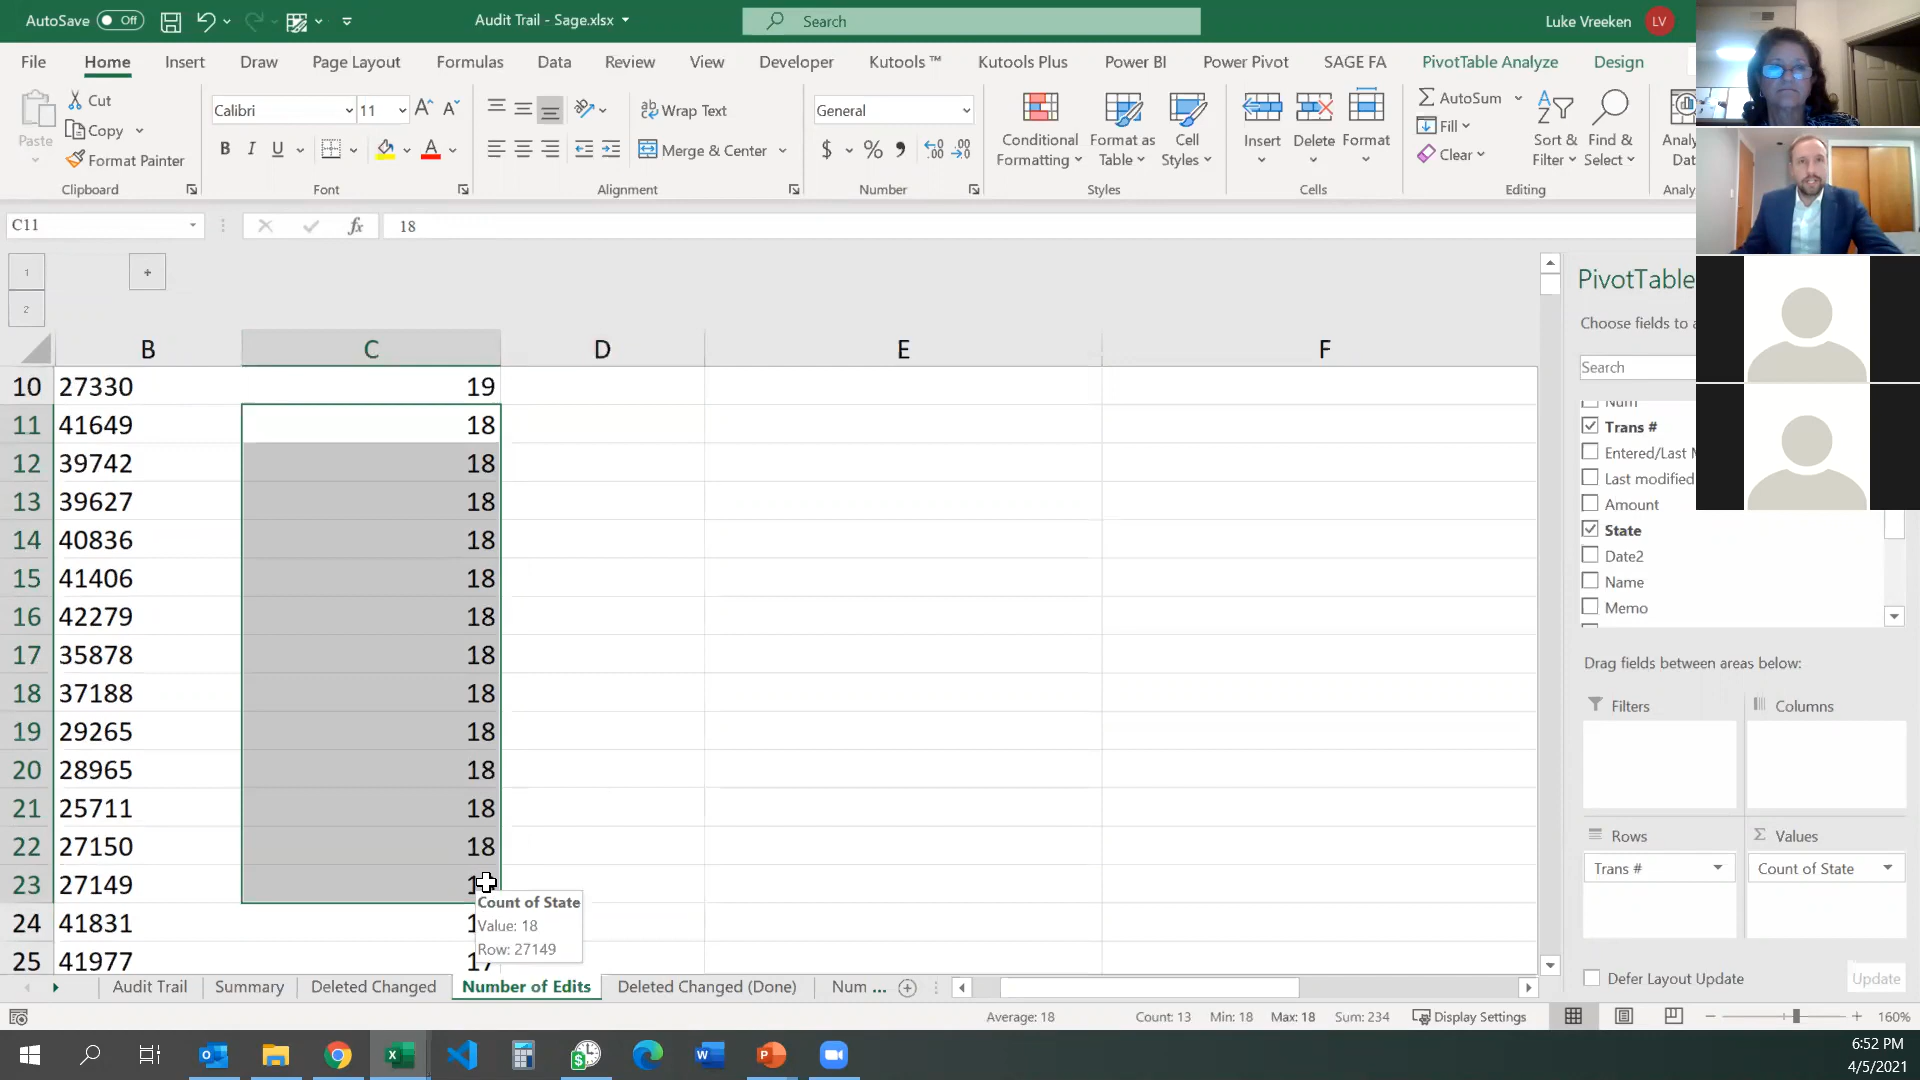 AutoSave Off
Audit Trail - Sage.xlsx
Search
Luke Vreeken LV
File Home Insert Draw Page Layout Formulas Data Review View Developer Kutools ™ Kutools Plus Power BI Power Pivot SAGE FA PivotTable Analyze Design
Paste
Cut
Copy
Format Painter
Clipboard
Calibri 11
B I U
Font
Wrap Text
Merge & Center
Alignment
General
$ %
Number
Conditional Formatting
Format as Table
Cell Styles
Styles
Insert
Delete
Format
Cells
AutoSum
Fill
Clear
Sort & Filter
Find & Select
Editing
C11
fx
18
1
2
B C D E F
10 27330 19
11 41649 18
12 39742 18
13 39627 18
14 40836 18
15 41406 18
16 42279 18
17 35878 18
18 37188 18
19 29265 18
20 28965 18
21 25711 18
22 27150 18
23 27149
24 41831
25 41977 17
Count of State
Value: 18
Row: 27149
PivotTable
Choose fields to
Search
Num
Trans #
Entered/Last
Last modified
Amount
State
Date2
Name
Memo
Drag fields between areas below:
Filters
Columns
Rows
Values
Trans #
Count of State
Defer Layout Update
Update
Audit Trail Summary Deleted Changed Number of Edits Deleted Changed (Done) Num ...
Average: 18 Count: 13 Min: 18 Max: 18 Sum: 234 Display Settings 160%
6:52 PM
4/5/2021